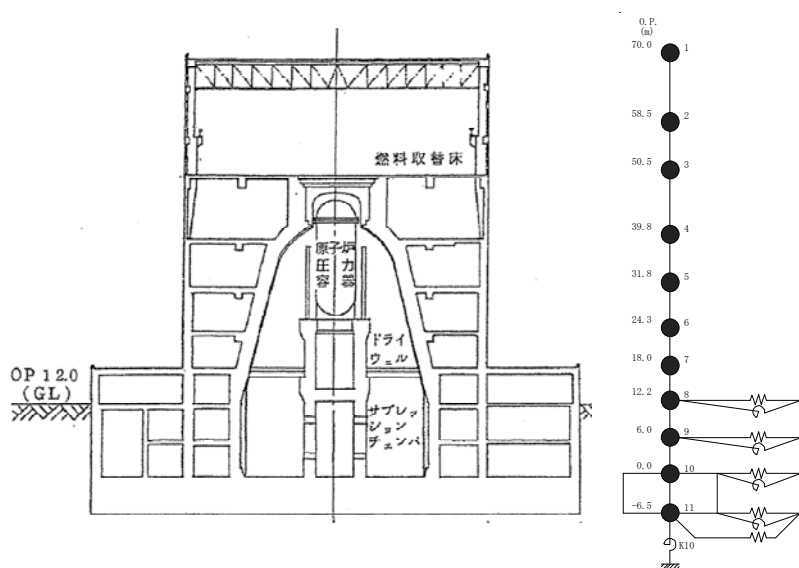 燃料取替床
原子炉
圧力
容器
ドライ
ウェル
サプレッ
ション
チェンバ
OP 12.0
(GL)
O.P.
(m)
70.0 1
58.5 2
50.5 3
39.8 4
31.8 5
24.3 6
18.0 7
12.2 8
6.0 9
0.0 10
-6.5 11
K10